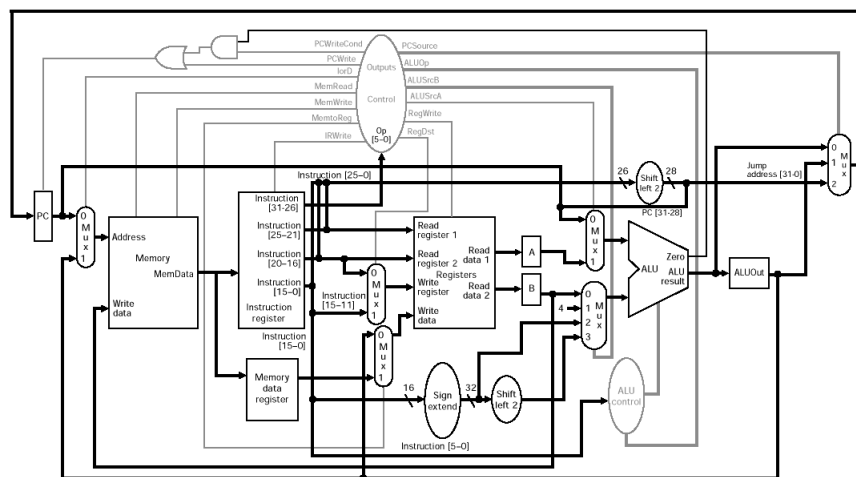 PCWriteCond
PCWrite
IorD
MemRead
MemWrite
MemtoReg
IRWrite
Outputs
Control
Op
[5–0]
PCSource
ALUOp
ALUSrcB
ALUSrcA
RegWrite
RegDst
PC
0
M
u
x
1
Address
Memory
MemData
Write
data
Instruction
[31-26]
Instruction
[25–21]
Instruction
[20–16]
Instruction
[15–0]
Instruction
register
Instruction [25–0]
Instruction
[15–11]
Instruction
[15–0]
Memory
data
register
0
M
u
x
1
0
M
u
x
1
Read
register 1
Read
register 2
Registers
Write
register
Write
data
Read
data 1
Read
data 2
A
B
4
0
M
u
x
1
0
1
M
u
x
2
3
16
Sign
extend
32
Shift
left 2
Instruction [5–0]
26
Shift
left 2
28
PC [31-28]
Jump
address [31-0]
Zero
ALU
ALU
result
ALUOut
ALU
control
0
1
2
M
u
x